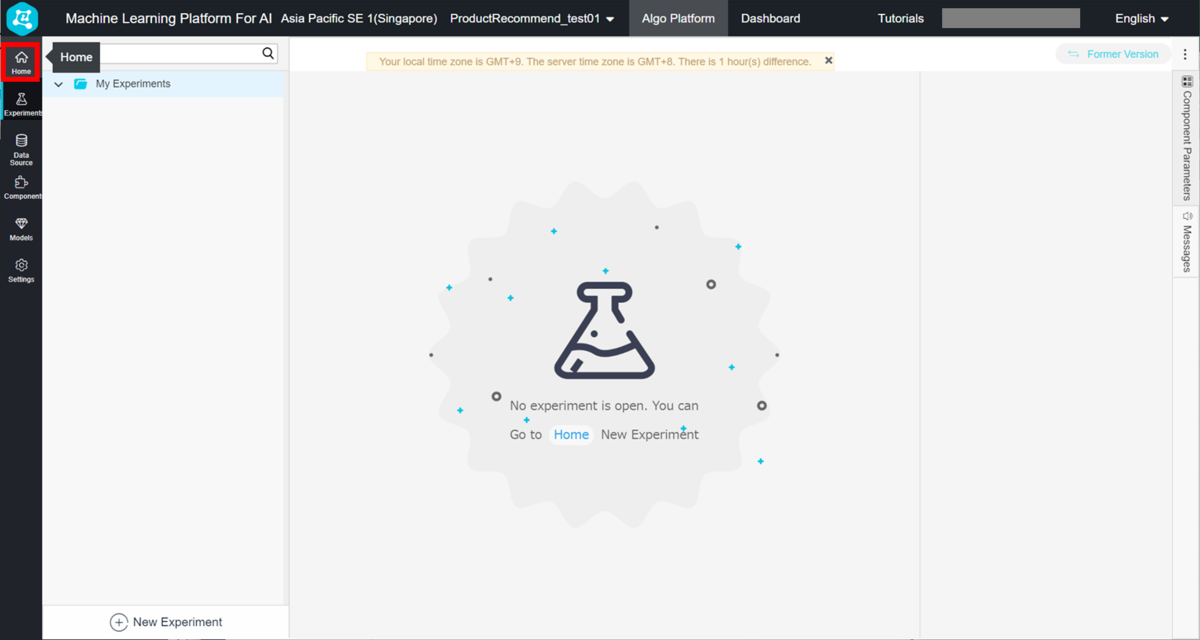 Machine Learning Platform For AI Asia Pacific SE 1(Singapore) ProductRecommend_test01 Algo Platform Dashboard Tutorials English
Home
Home
Experiments
Data
Source
Components
Models
Settings
My Experiments
New Experiment
Your local time zone is GMT+9. The server time zone is GMT+8. There is 1 hour(s) difference.
Former Version
No experiment is open. You can
Go to Home New Experiment
Component Parameters
Messages